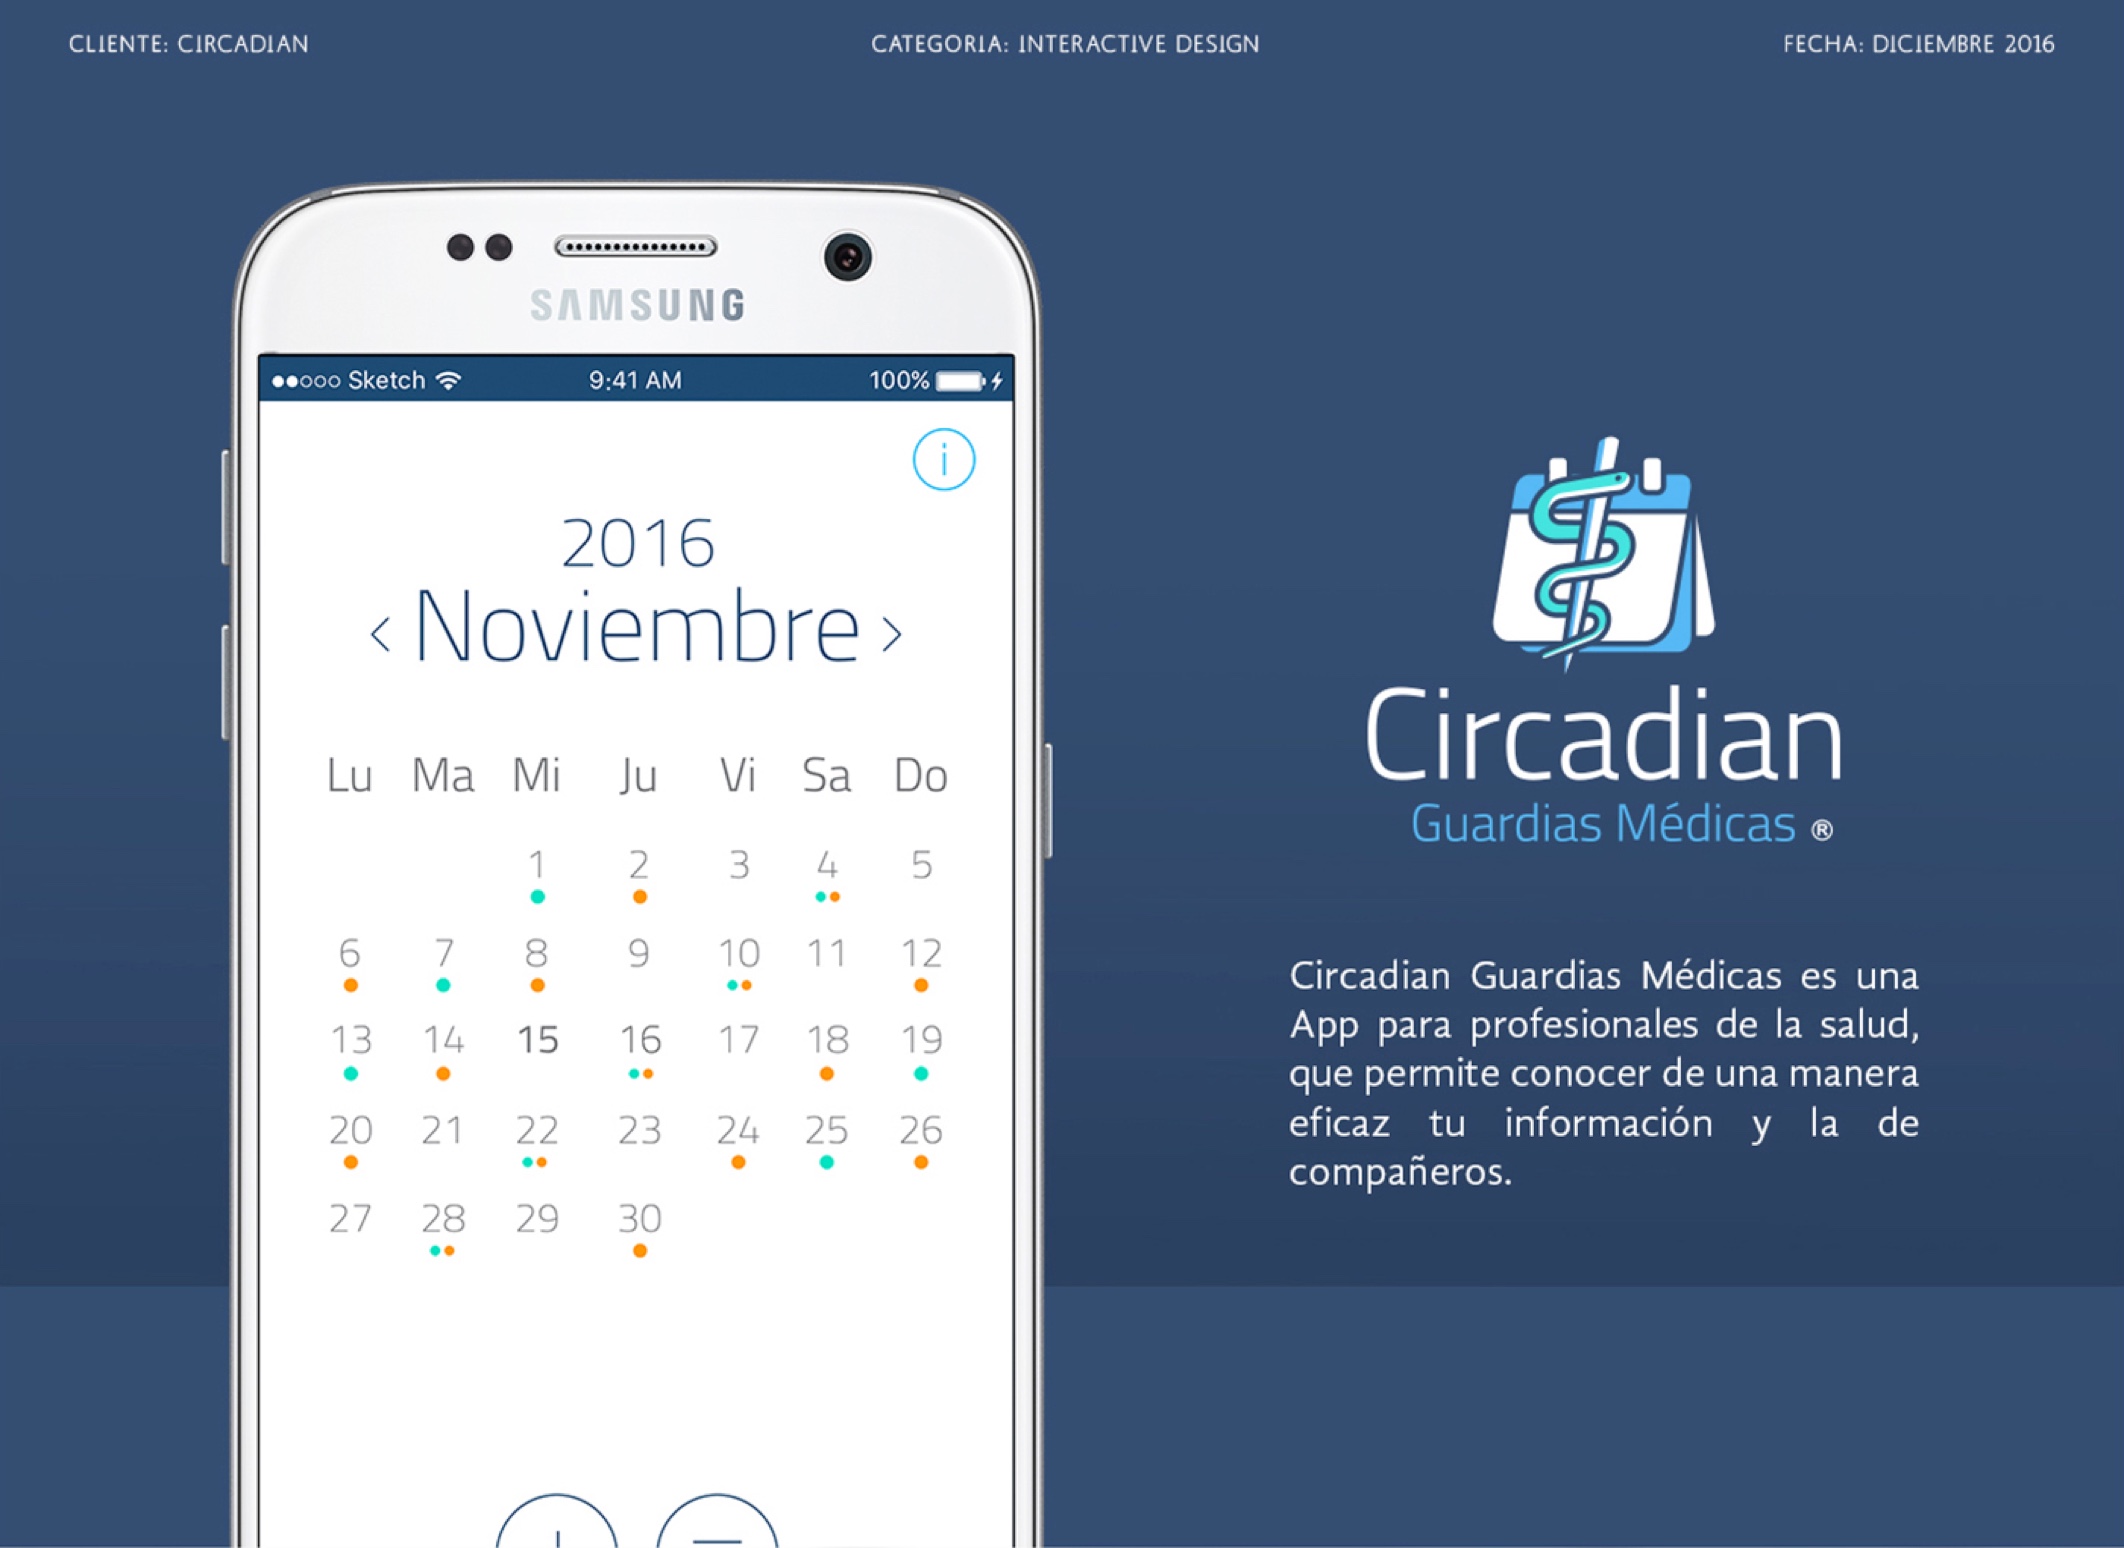 CLIENTE: CIRCADIAN
CATEGORIA: INTERACTIVE DESIGN
FECHA: DICIEMBRE 2016
SAMSUNG
Sketch 9:41 AM 100%
i
2016
< Noviembre >
Lu Ma Mi Ju Vi Sa Do
1 2 3 4 5
6 7 8 9 10 11 12
13 14 15 16 17 18 19
20 21 22 23 24 25 26
27 28 29 30
Circadian
Guardias Médicas ®
Circadian Guardias Médicas es una
App para profesionales de la salud,
que permite conocer de una manera
eficaz tu información y la de
compañeros.